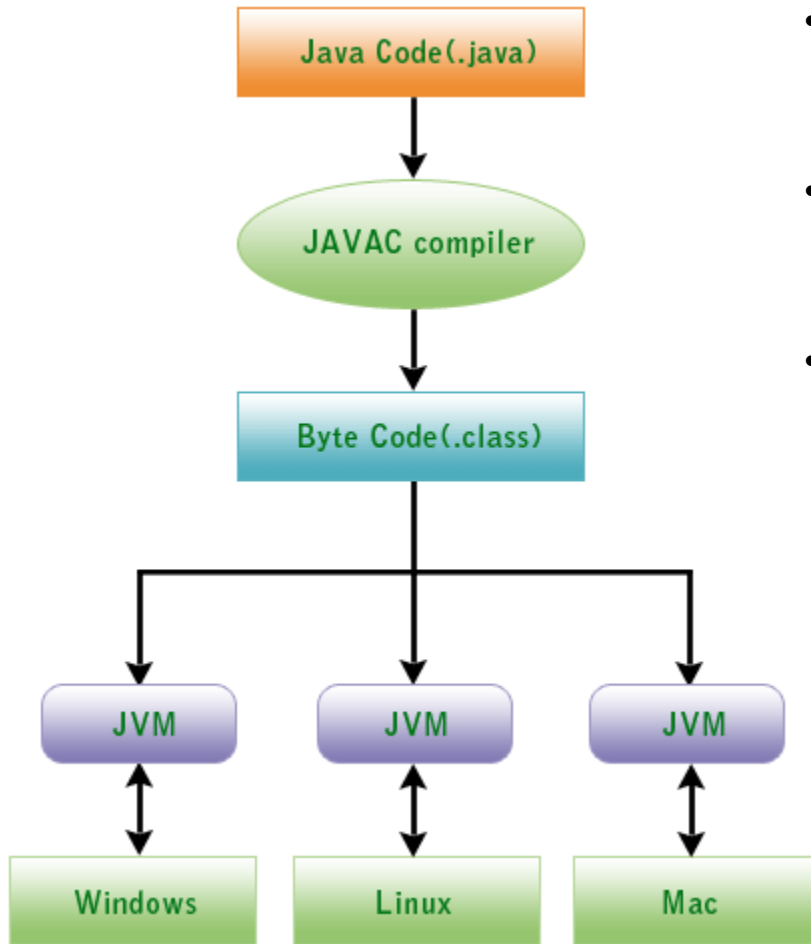 Java Code(.java)
JAVAC compiler
Byte Code(.class)
JVM JVM JVM
Windows Linux Mac